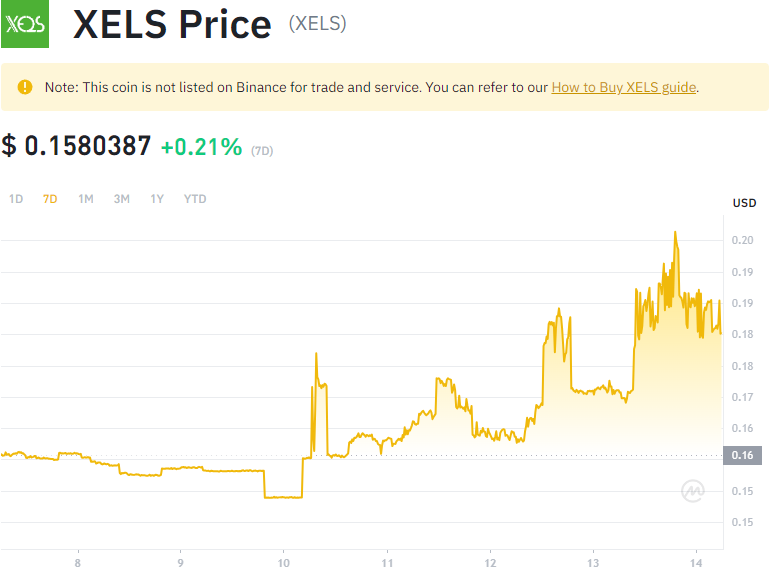 XELS
XELS Price (XELS)
Note: This coin is not listed on Binance for trade and service. You can refer to our How to Buy XELS guide.
$ 0.1580387 +0.21% (7D)
1D 7D 1M 3M 1Y YTD
USD
0.20
0.19
0.19
0.18
0.18
0.17
0.16
0.16
0.15
0.15
8 9 10 11 12 13 14